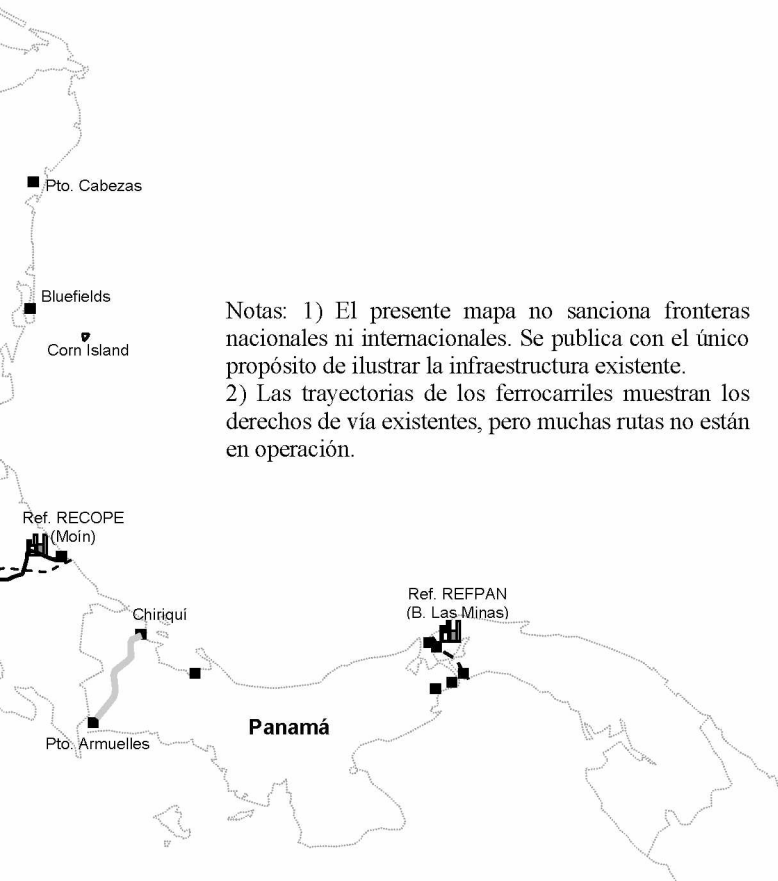 Pto. Cabezas
Bluefields
Corn Island
Notas: 1) El presente mapa no sanciona fronteras
nacionales ni internacionales. Se publica con el único
propósito de ilustrar la infraestructura existente.
2) Las trayectorias de los ferrocarriles muestran los
derechos de vía existentes, pero muchas rutas no están
en operación.
Ref. RECOPE
(Moín)
Ref. REFPAN
(B. Las Minas)
Chiriquí
Panamá
Pto. Armuelles